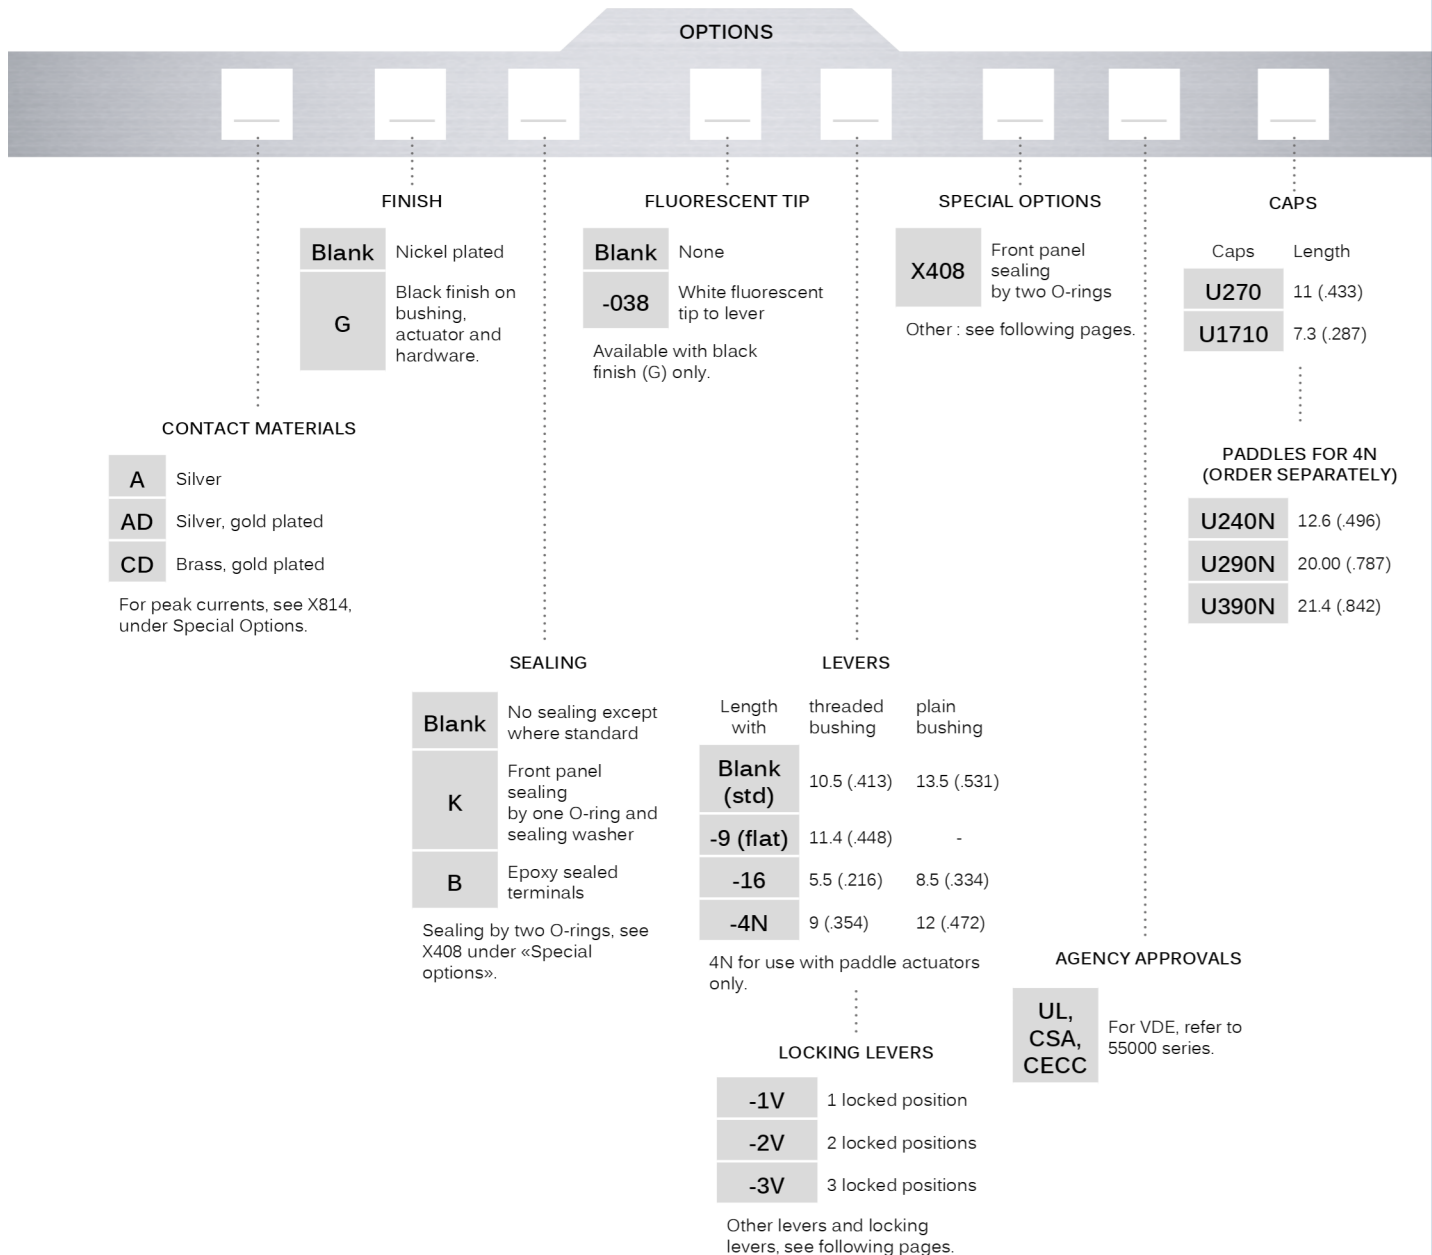 OPTIONS
FINISH
Blank Nickel plated
G
Black finish on
bushing,
actuator and
hardware.
FLUORESCENT TIP
Blank None
-038
White fluorescent
tip to lever
Available with black
finish (G) only.
SPECIAL OPTIONS
X408
Front panel
sealing
by two O-rings
Other : see following pages.
CAPS
Caps Length
U270 11 (.433)
U1710 7.3 (.287)
PADDLES FOR 4N
(ORDER SEPARATELY)
U240N 12.6 (.496)
U290N 20.00 (.787)
U390N 21.4 (.842)
CONTACT MATERIALS
A Silver
AD Silver, gold plated
CD Brass, gold plated
For peak currents, see X814,
under Special Options.
SEALING
Blank
No sealing except
where standard
K
Front panel
sealing
by one O-ring and
sealing washer
B
Epoxy sealed
terminals
Sealing by two O-rings, see
X408 under «Special
options».
LEVERS
Length threaded plain
with bushing bushing
Blank
(std) 10.5 (.413) 13.5 (.531)
-9 (flat) 11.4 (.448) -
-16 5.5 (.216) 8.5 (.334)
-4N 9 (.354) 12 (.472)
4N for use with paddle actuators
only.
LOCKING LEVERS
-1V 1 locked position
-2V 2 locked positions
-3V 3 locked positions
Other levers and locking
levers, see following pages.
AGENCY APPROVALS
UL,
CSA,
CECC
For VDE, refer to
55000 series.